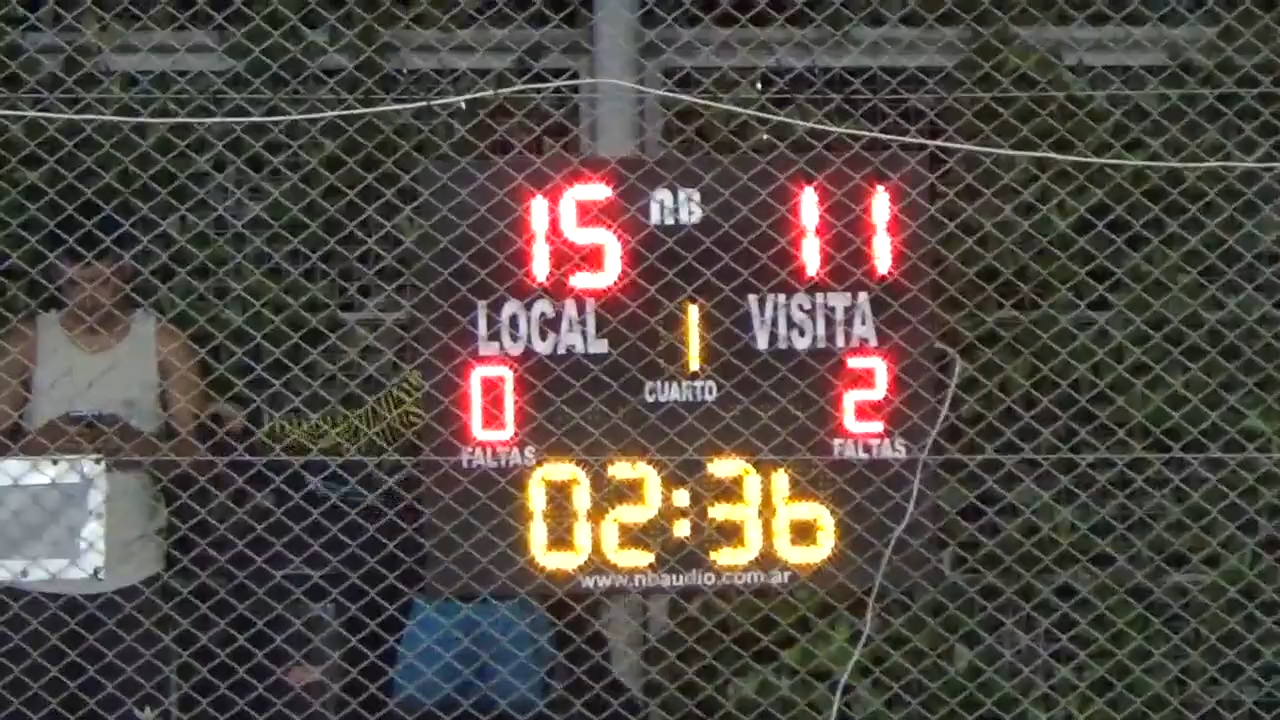 15 NB 11
LOCAL 1 VISITA
0 CUARTO 2
FALTAS FALTAS
02:36
www.nbaudio.com.ar